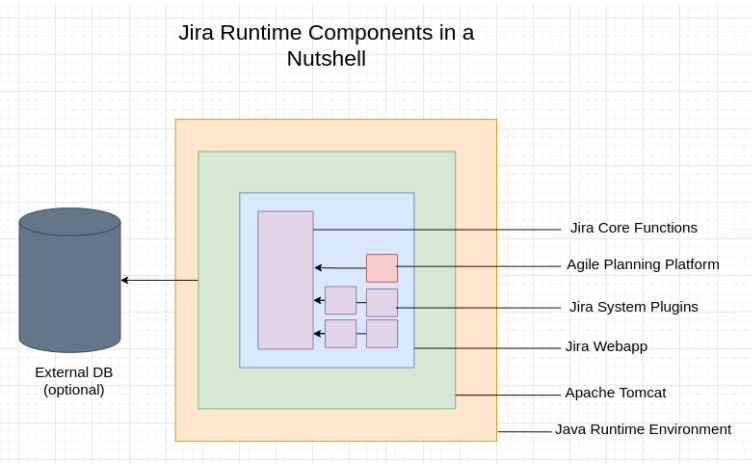 Jira Runtime Components in a
Nutshell
Jira Core Functions
Agile Planning Platform
Jira System Plugins
Jira Webapp
External DB
(optional)
Apache Tomcat
Java Runtime Environment